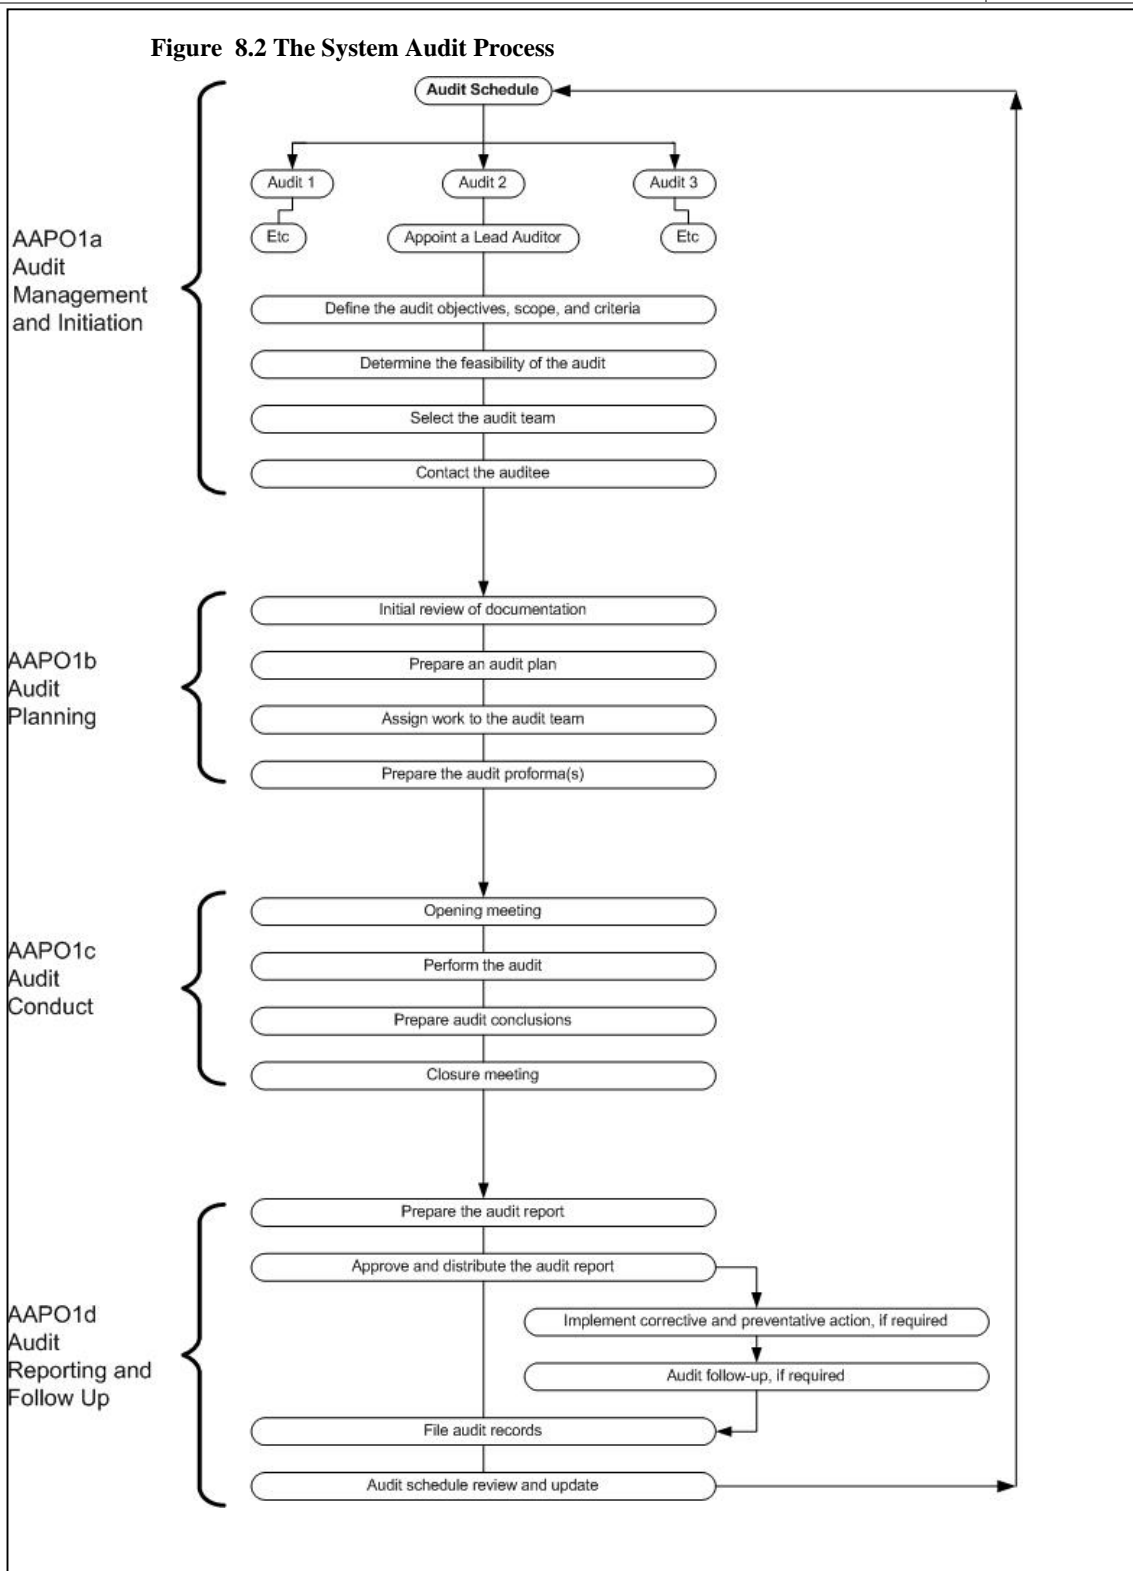 Figure 8.2 The System Audit Process
Audit Schedule
Audit 1
Audit 2
Audit 3
Etc
Appoint a Lead Auditor
Etc
AAPO1a
Audit
Management
and Initiation
Define the audit objectives, scope, and criteria
Determine the feasibility of the audit
Select the audit team
Contact the auditee
AAPO1b
Audit
Planning
Initial review of documentation
Prepare an audit plan
Assign work to the audit team
Prepare the audit proforma(s)
AAPO1c
Audit
Conduct
Opening meeting
Perform the audit
Prepare audit conclusions
Closure meeting
AAPO1d
Audit
Reporting and
Follow Up
Prepare the audit report
Approve and distribute the audit report
Implement corrective and preventative action, if required
Audit follow-up, if required
File audit records
Audit schedule review and update